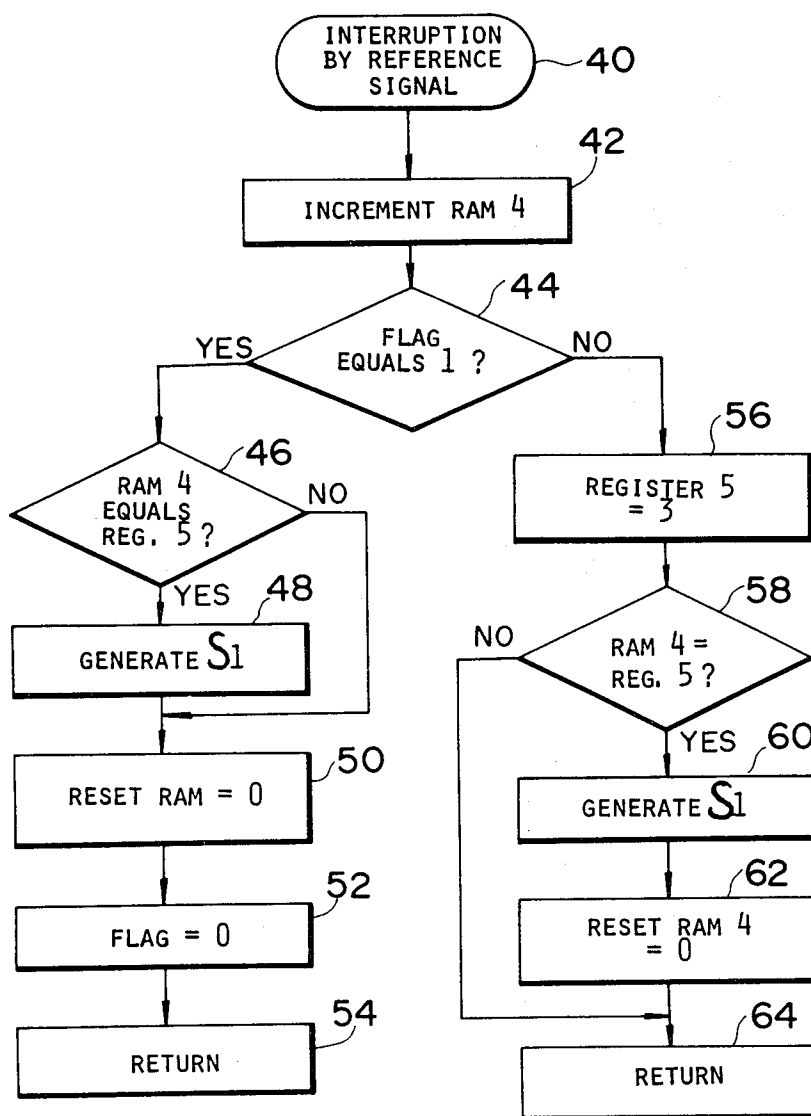 INTERRUPTION
BY REFERENCE
SIGNAL
40
42
INCREMENT RAM 4
44
FLAG
EQUALS 1 ?
YES
NO
46
RAM 4
EQUALS
REG. 5 ?
NO
YES
48
GENERATE S1
50
RESET RAM = 0
52
FLAG = 0
54
RETURN
56
REGISTER 5
= 3
58
RAM 4 =
REG. 5 ?
NO
YES
60
GENERATE S1
62
RESET RAM 4
= 0
64
RETURN